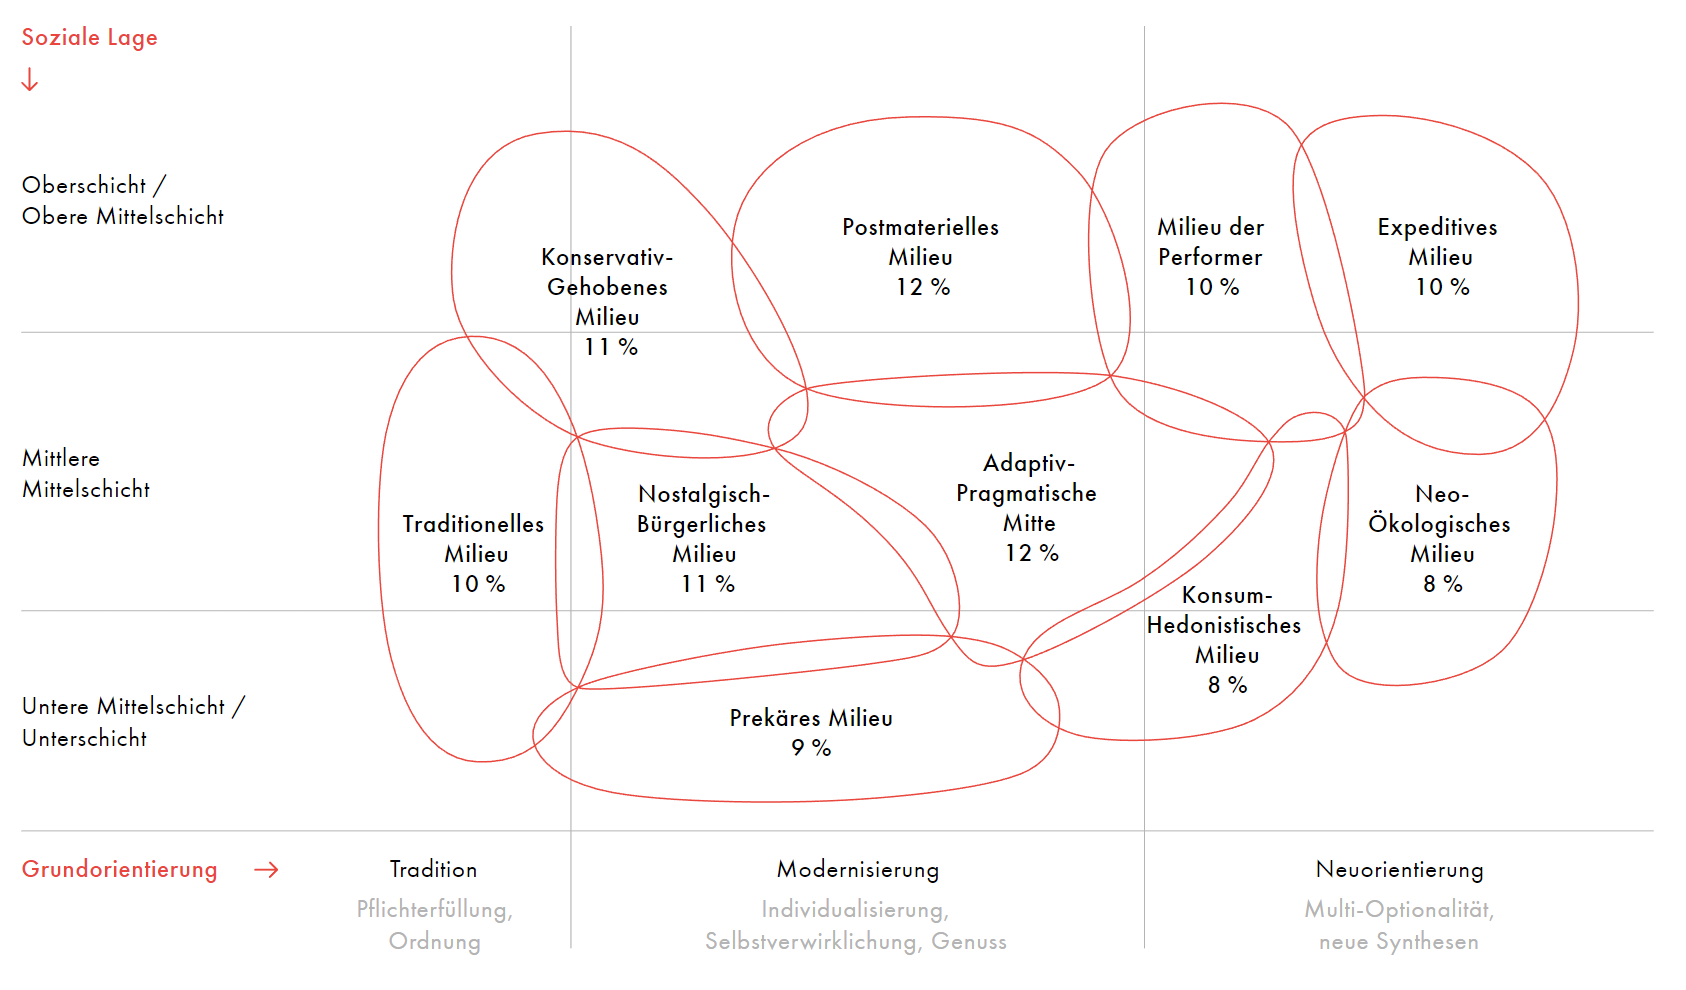 Soziale Lage
↓
Oberschicht /
Obere Mittelschicht
Konservativ-
Gehobenes
Milieu
11 %
Postmaterielles
Milieu
12 %
Milieu der
Performer
10 %
Expeditives
Milieu
10 %
Mittlere
Mittelschicht
Traditionelles
Milieu
10 %
Nostalgisch-
Bürgerliches
Milieu
11 %
Adaptiv-
Pragmatische
Mitte
12 %
Neo-
Ökologisches
Milieu
8 %
Konsum-
Hedonistisches
Milieu
8 %
Untere Mittelschicht /
Unterschicht
Prekäres Milieu
9 %
Grundorientierung →
Tradition
Pflichterfüllung,
Ordnung
Modernisierung
Individualisierung,
Selbstverwirklichung, Genuss
Neuorientierung
Multi-Optionalität,
neue Synthesen